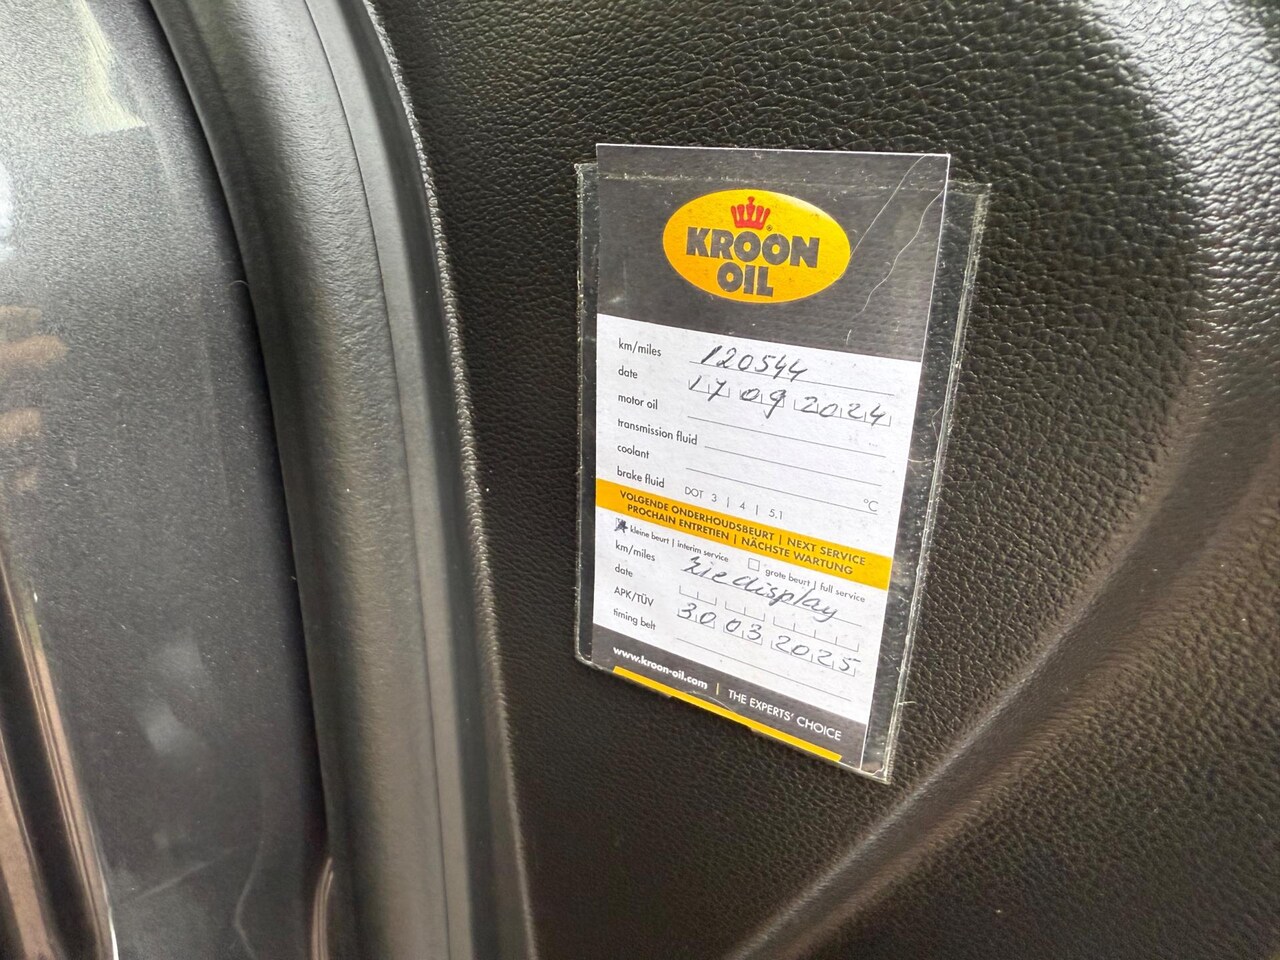 KROON
OIL
km/miles 120544
date 17 09 2024
motor oil
transmission fluid
coolant °C
brake fluid DOT 3 | 4 | 5.1
VOLGENDE ONDERHOUDSBEURT | NEXT SERVICE
PROCHAIN ENTRETIEN | NÄCHSTE WARTUNG
kleine beurt | interim service grote beurt | full service
km/miles zie display
date
APK/TÜV 30 03 2025
timing belt
www.kroon-oil.com | THE EXPERTS' CHOICE